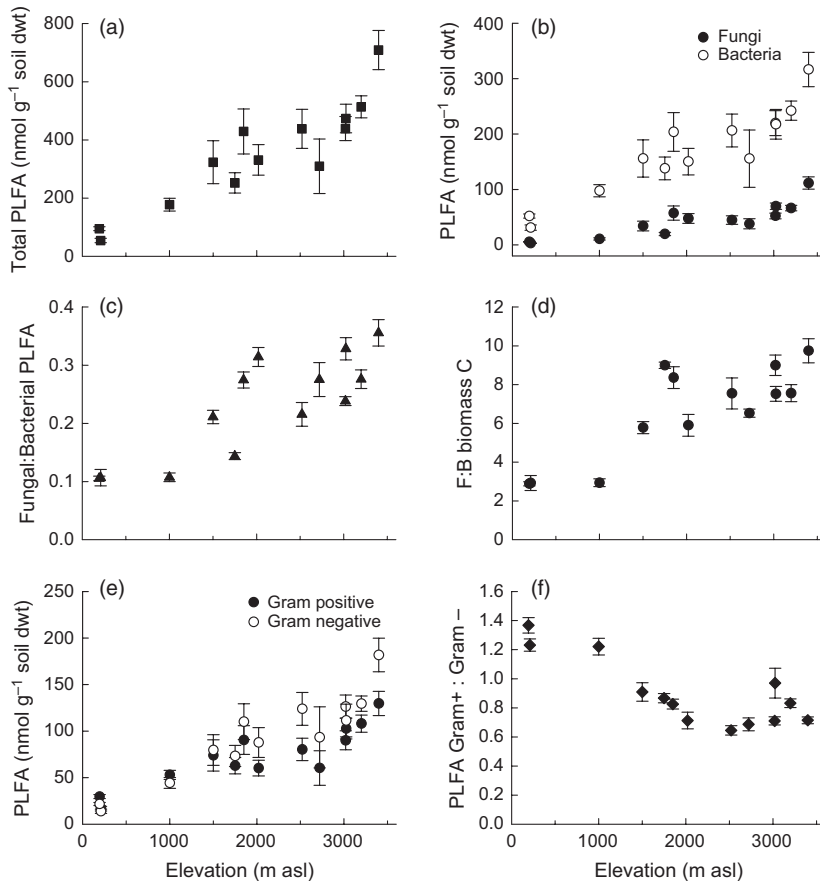 (a)
800
600
400
200
0
Total PLFA (nmol g⁻¹ soil dwt)
(b)
Fungi
Bacteria
400
300
200
100
0
PLFA (nmol g⁻¹ soil dwt)
(c)
0.4
0.3
0.2
0.1
0.0
Fungal:Bacterial PLFA
(d)
12
10
8
6
4
2
0
F:B biomass C
(e)
Gram positive
Gram negative
250
200
150
100
50
0
PLFA (nmol g⁻¹ soil dwt)
0 1000 2000 3000
Elevation (m asl)
(f)
1.6
1.4
1.2
1.0
0.8
0.6
0.4
0.2
0.0
PLFA Gram+ : Gram –
0 1000 2000 3000
Elevation (m asl)